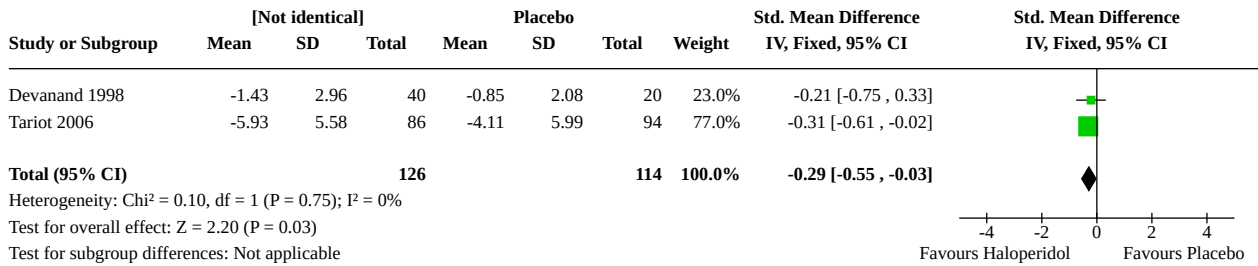 [Not identical] Placebo Std. Mean Difference Std. Mean Difference
Study or Subgroup Mean SD Total Mean SD Total Weight IV, Fixed, 95% CI IV, Fixed, 95% CI
Devanand 1998 -1.43 2.96 40 -0.85 2.08 20 23.0% -0.21 [-0.75 , 0.33]
Tariot 2006 -5.93 5.58 86 -4.11 5.99 94 77.0% -0.31 [-0.61 , -0.02]
Total (95% CI) 126 114 100.0% -0.29 [-0.55 , -0.03]
Heterogeneity: Chi² = 0.10, df = 1 (P = 0.75); I² = 0%
Test for overall effect: Z = 2.20 (P = 0.03)
-4 -2 0 2 4
Test for subgroup differences: Not applicable Favours Haloperidol Favours Placebo